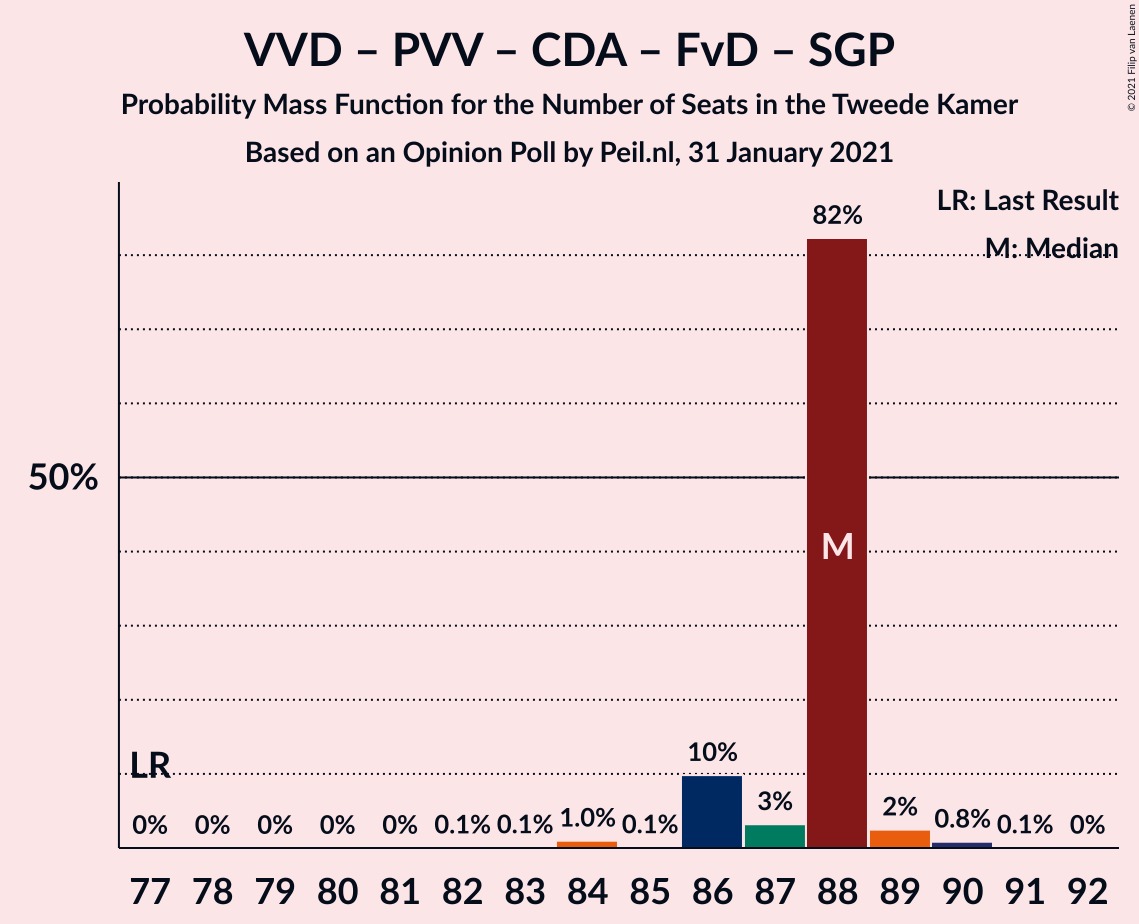 VVD – PVV – CDA – FvD – SGP
Probability Mass Function for the Number of Seats in the Tweede Kamer
Based on an Opinion Poll by Peil.nl, 31 January 2021
© 2021 Filip van Laenen
LR: Last Result
M: Median
82%
50%
M
LR
10%
3%
2%
0% 0% 0% 0% 0% 0.1% 0.1% 1.0% 0.1% 0.8% 0.1% 0%
77 78 79 80 81 82 83 84 85 86 87 88 89 90 91 92